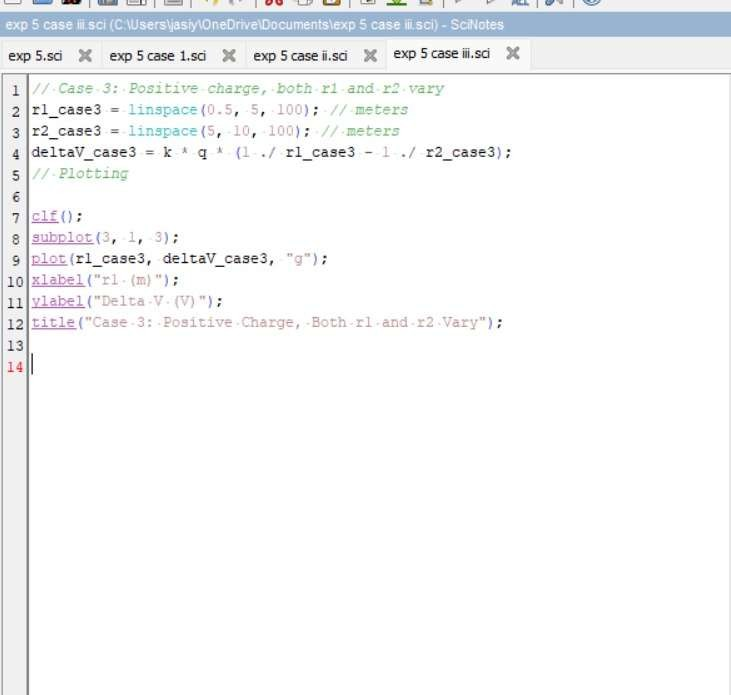 exp 5 case iii.sci (C:\Users\jasiy\OneDrive\Documents\exp 5 case iii.sci) - SciNotes
exp 5.sci exp 5 case 1.sci exp 5 case ii.sci exp 5 case iii.sci
1 // Case 3: Positive charge, both r1 and r2 vary
2 r1_case3 = linspace(0.5, 5, 100); // meters
3 r2_case3 = linspace(5, 10, 100); // meters
4 deltaV_case3 = k * q * (1 ./ r1_case3 - 1 ./ r2_case3);
5 // Plotting
6
7 clf();
8 subplot(3, 1, 3);
9 plot(r1_case3, deltaV_case3, "g");
10 xlabel("r1 (m)");
11 ylabel("Delta V (V)");
12 title("Case 3: Positive Charge, Both r1 and r2 Vary");
13
14